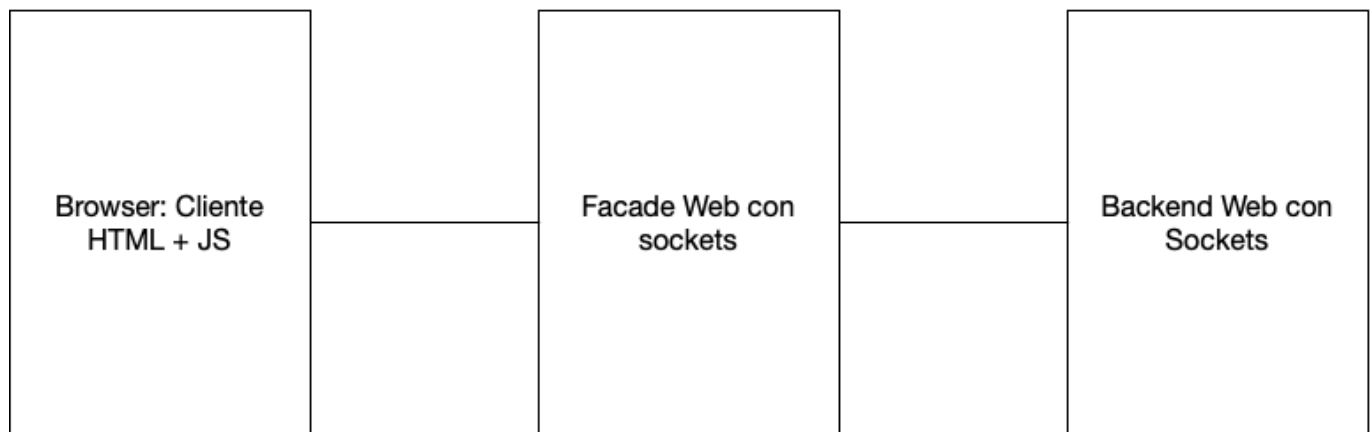 Browser: Cliente
HTML + JS
Facade Web con
sockets
Backend Web con
Sockets